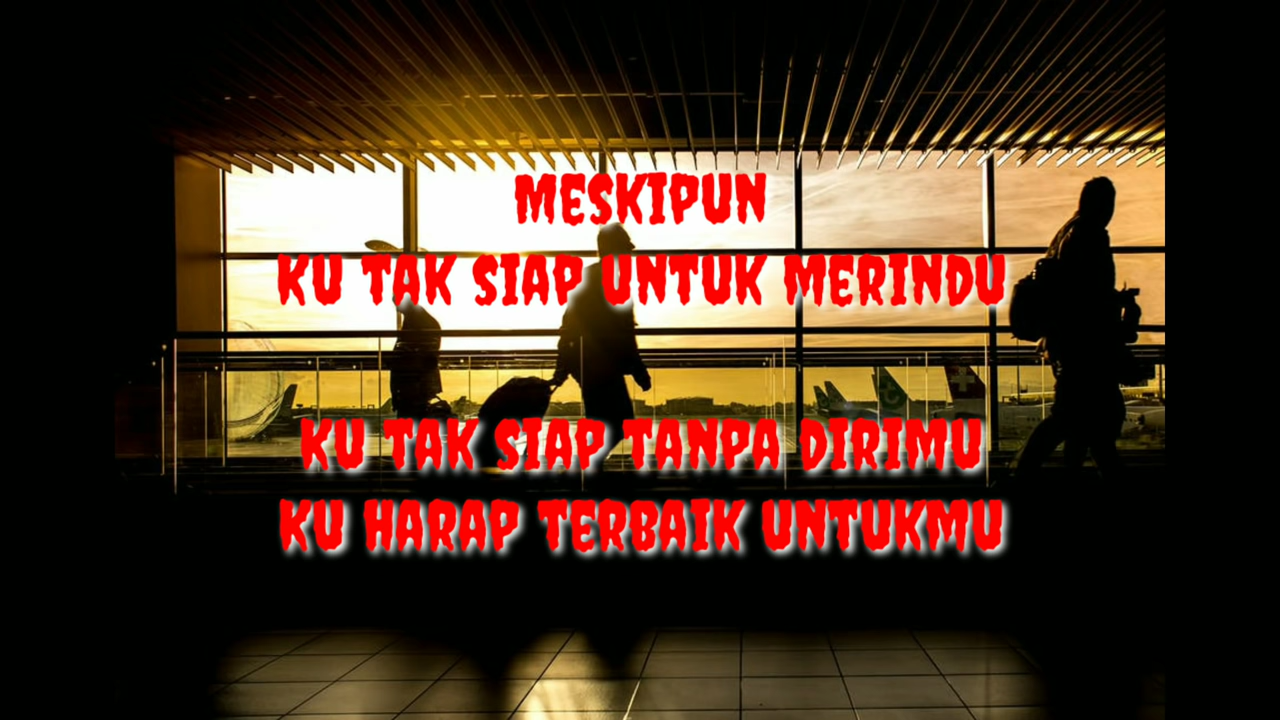 MESKIPUN
KU TAK SIAP UNTUK MERINDU
KU TAK SIAP TANPA DIRIMU
KU HARAP TERBAIK UNTUKMU